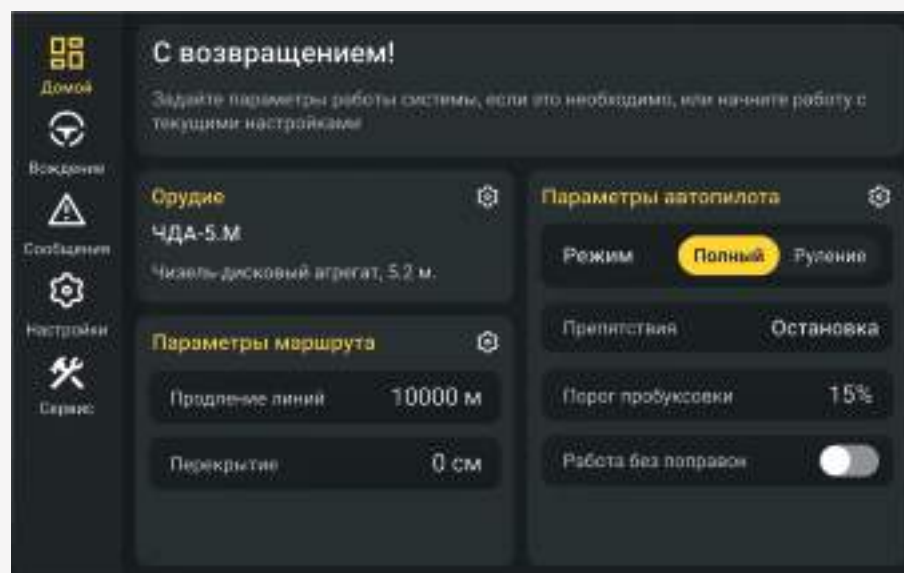 Домой
Вождение
Сообщения
Настройки
Сервис
С возвращением!
Задайте параметры работы системы, если это необходимо, или начните работу с
текущими настройками
Орудие
ЧДА-5.М
Чизель-дисковый агрегат, 5.2 м.
Параметры маршрута
Продление линий 10000 м
Перекрытие 0 см
Параметры автопилота
Режим Полный Руление
Препятствия Остановка
Порог пробуксовки 15%
Работа без поправок